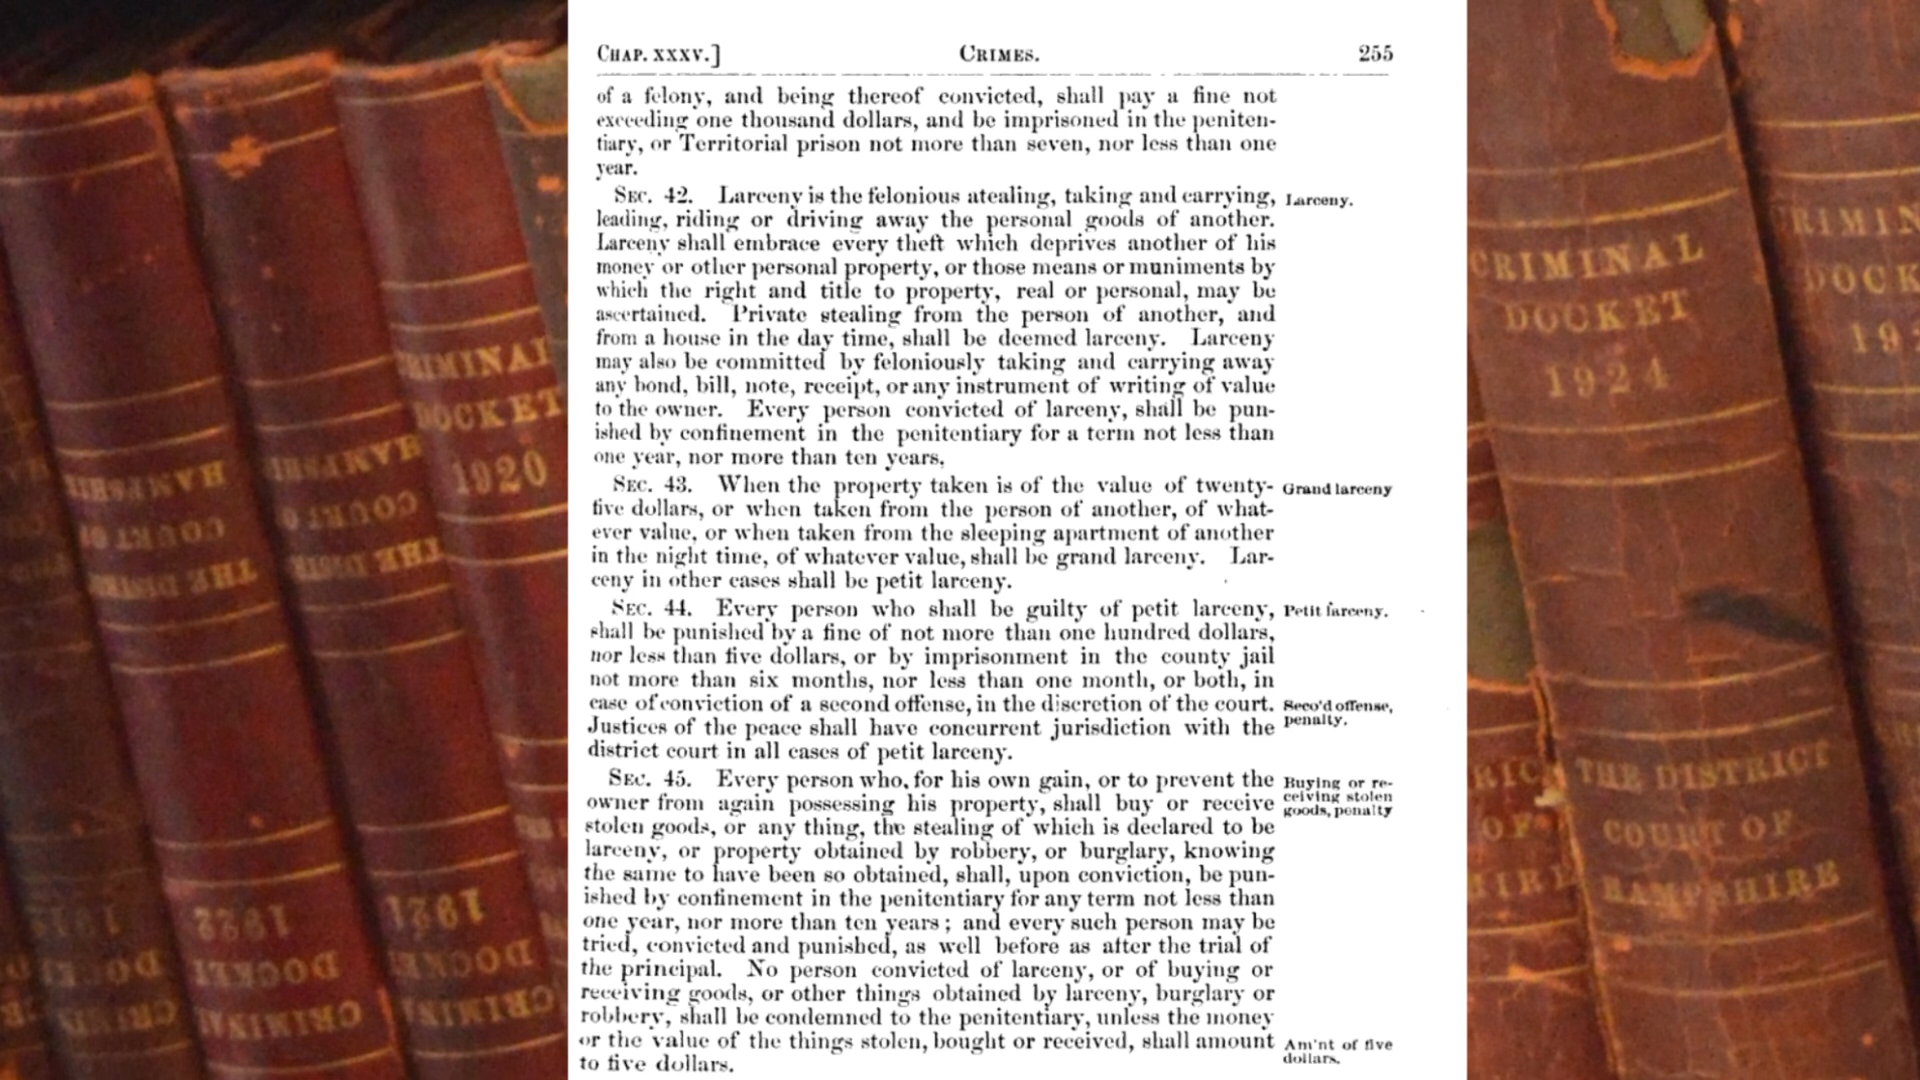 CHAP. XXXV.] CRIMES. 255
of a felony, and being thereof convicted, shall pay a fine not
exceeding one thousand dollars, and be imprisoned in the peniten-
tiary, or Territorial prison not more than seven, nor less than one
year.
SEC. 42. Larceny is the felonious atealing, taking and carrying, Larceny.
leading, riding or driving away the personal goods of another.
Larceny shall embrace every theft which deprives another of his
money or other personal property, or those means or muniments by
which the right and title to property, real or personal, may be
ascertained. Private stealing from the person of another, and
from a house in the day time, shall be deemed larceny. Larceny
may also be committed by feloniously taking and carrying away
any bond, bill, note, receipt, or any instrument of writing of value
to the owner. Every person convicted of larceny, shall be pun-
ished by confinement in the penitentiary for a term not less than
one year, nor more than ten years.
SEC. 43. When the property taken is of the value of twenty- Grand larceny
five dollars, or when taken from the person of another, of what-
ever value, or when taken from the sleeping apartment of another
in the night time, of whatever value, shall be grand larceny. Lar-
ceny in other cases shall be petit larceny.
SEC. 44. Every person who shall be guilty of petit larceny, Petit larceny.
shall be punished by a fine of not more than one hundred dollars,
nor less than five dollars, or by imprisonment in the county jail
not more than six months, nor less than one month, or both, in
case of conviction of a second offense, in the discretion of the court. Seco'd offense,
penalty.
Justices of the peace shall have concurrent jurisdiction with the
district court in all cases of petit larceny.
SEC. 45. Every person who, for his own gain, or to prevent the Buying or re-
ceiving stolen
goods, penalty
owner from again possessing his property, shall buy or receive
stolen goods, or any thing, the stealing of which is declared to be
larceny, or property obtained by robbery, or burglary, knowing
the same to have been so obtained, shall, upon conviction, be pun-
ished by confinement in the penitentiary for any term not less than
one year, nor more than ten years; and every such person may be
tried, convicted and punished, as well before as after the trial of
the principal. No person convicted of larceny, or of buying or
receiving goods, or other things obtained by larceny, burglary or
robbery, shall be condemned to the penitentiary, unless the money
or the value of the things stolen, bought or received, shall amount Am'nt of five
dollars.
to five dollars.
CRIMINAL
DOCKET
1920
HAMPSHIRE
COURT OF
THE DISTRICT
1922
DOCKET
CRIMINAL
HAMPSHIRE
COURT OF
THE DISTRICT
1921
DOCKET
CRIMINAL
CRIMINAL
DOCKET
1924
THE DISTRICT
COURT OF
HAMPSHIRE